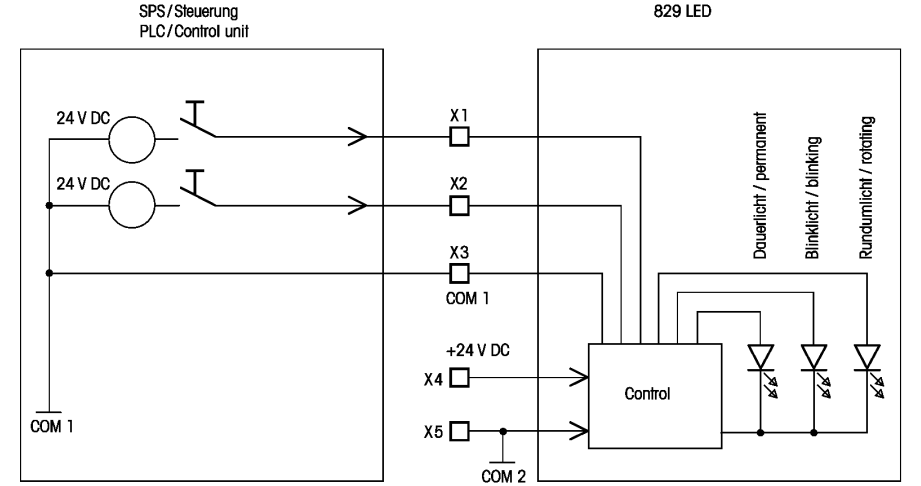 SPS/Steuerung
PLC/Control unit
829 LED
24 V DC
X1
24 V DC
X2
X3
COM 1
Dauerlicht / permanent
Blinklicht / blinking
Rundumlicht / rotating
+24 V DC
X4
Control
COM 1
X5
COM 2